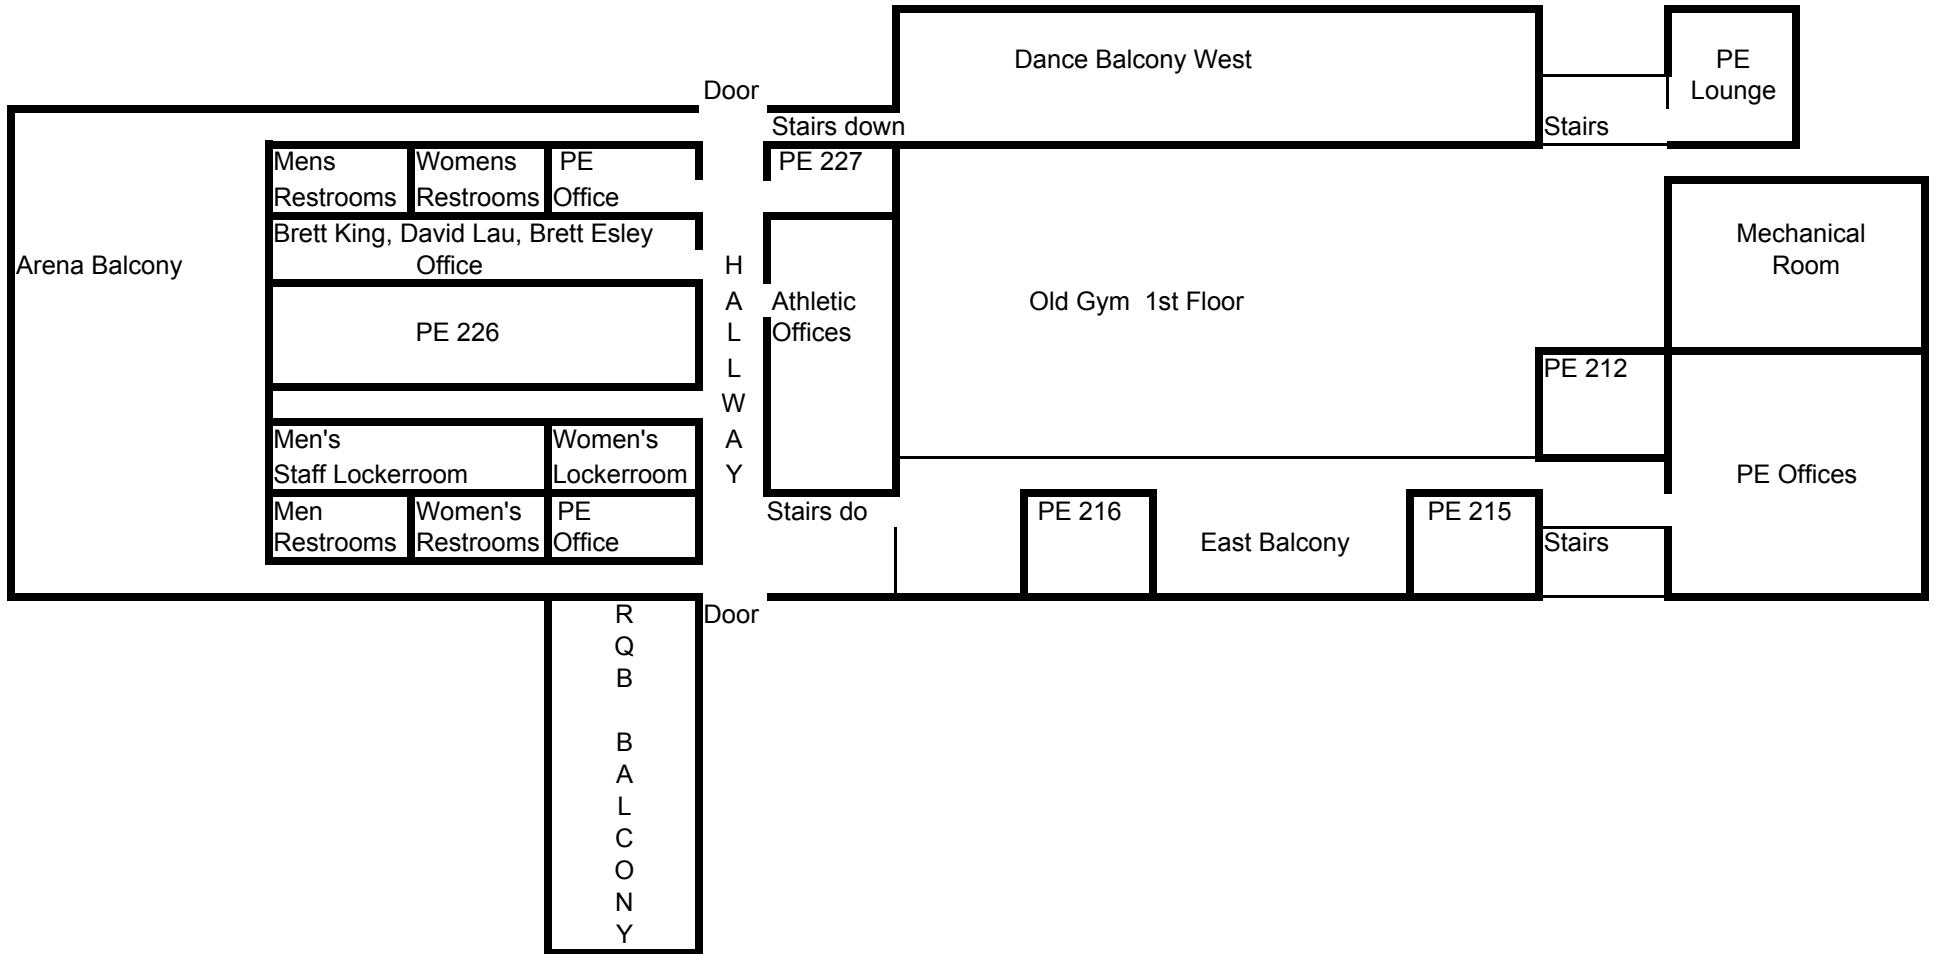 Dance Balcony West
PE
Lounge
Door
Stairs down
Stairs
Mens
Restrooms
Womens
Restrooms
PE
Office
PE 227
Brett King, David Lau, Brett Esley
Office
Arena Balcony
H
A
L
L
W
A
Y
Athletic
Offices
Old Gym  1st Floor
Mechanical
Room
PE 226
PE 212
Men's
Staff Lockerroom
Women's
Lockerroom
PE Offices
Men
Restrooms
Women's
Restrooms
PE
Office
Stairs do
PE 216
East Balcony
PE 215
Stairs
R
Q
B
B
A
L
C
O
N
Y
Door